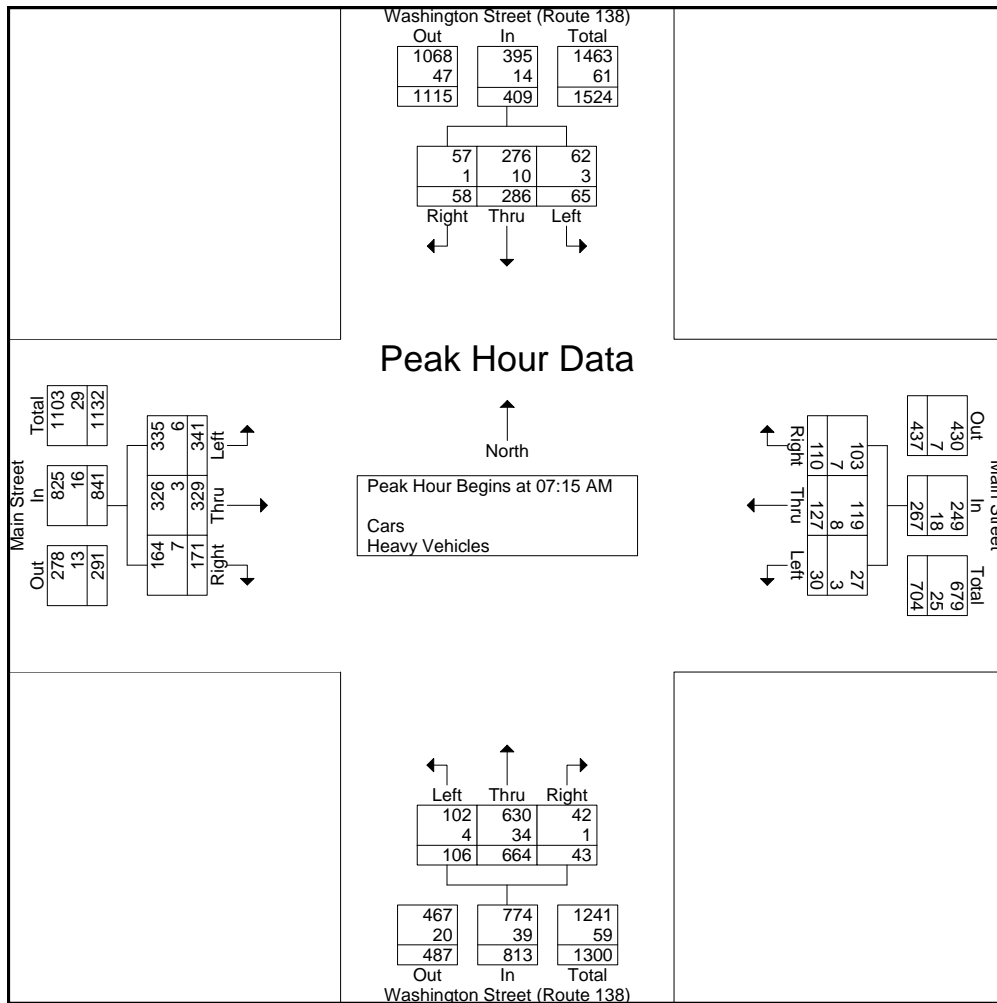 Washington Street (Route 138)
Out In Total
1068 395 1463
47 14 61
1115 409 1524
57 276 62
1 10 3
58 286 65
Right Thru Left
Peak Hour Data
North
Peak Hour Begins at 07:15 AM
Cars
Heavy Vehicles
Main Street
Total
1103
29
1132
In
825
16
841
Out
278
13
291
Left
335
6
341
Thru
326
3
329
Right
164
7
171
Right
103
7
110
Thru
119
8
127
Left
27
3
30
Out
430
7
437
In
249
18
267
Total
679
25
704
Main Street
Left Thru Right
102 630 42
4 34 1
106 664 43
467 774 1241
20 39 59
487 813 1300
Out In Total
Washington Street (Route 138)